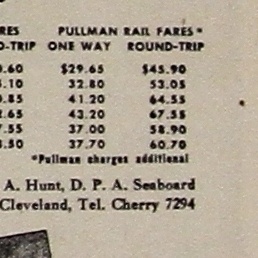 RES PULLMAN RAIL FARES*
D-TRIP ONE WAY ROUND-TRIP
.60 $29.65 $45.90
.10 32.80 53.05
.85 41.20 64.55
.65 43.20 67.55
.55 37.00 58.90
.50 37.70 60.70
*Pullman charges additional
A. Hunt, D. P. A. Seaboard
Cleveland, Tel. Cherry 7294